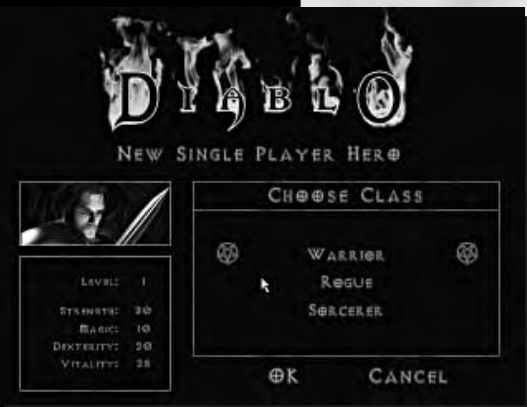 DIABLO
NEW SINGLE PLAYER HERO
CHOOSE CLASS
WARRIOR
ROGUE
SORCERER
LEVEL: 1
STRENGTH: 30
MAGIC: 10
DEXTERITY: 20
VITALITY: 25
OK CANCEL